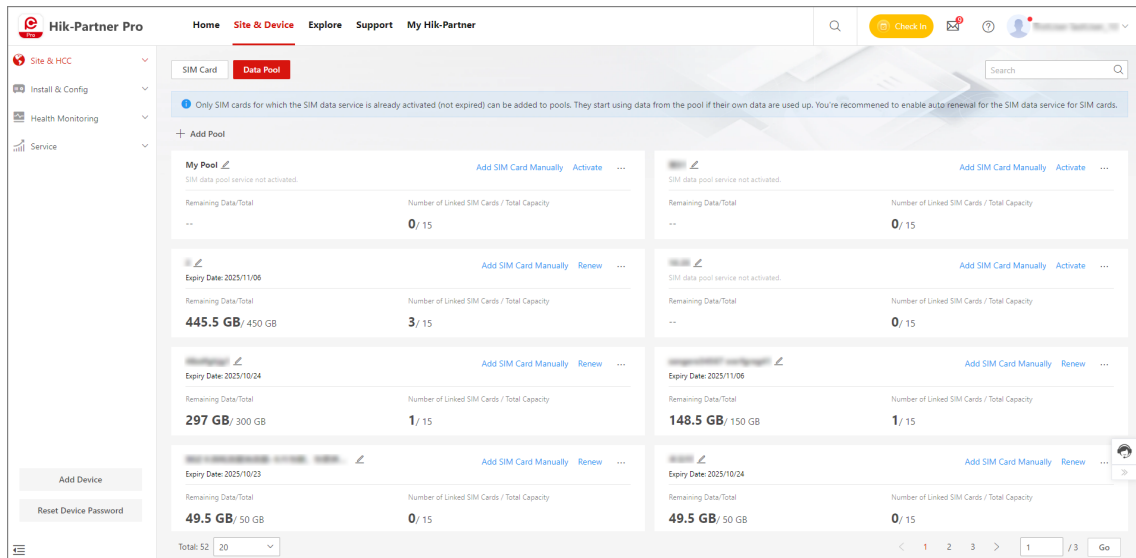 Hik-Partner Pro
Pro
Home Site & Device Explore Support My Hik-Partner
Check In
9
Site & HCC
Install & Config
Health Monitoring
Service
SIM Card Data Pool
Search
Only SIM cards for which the SIM data service is already activated (not expired) can be added to pools. They start using data from the pool if their own data are used up. You're recommened to enable auto renewal for the SIM data service for SIM cards.
+ Add Pool
My Pool Add SIM Card Manually Activate ...
SIM data pool service not activated.
Remaining Data/Total Number of Linked SIM Cards / Total Capacity
-- 0/ 15
Add SIM Card Manually Activate ...
SIM data pool service not activated.
Remaining Data/Total Number of Linked SIM Cards / Total Capacity
-- 0/ 15
Add SIM Card Manually Renew ...
Expiry Date: 2025/11/06
Remaining Data/Total Number of Linked SIM Cards / Total Capacity
445.5 GB/ 450 GB 3/ 15
Add SIM Card Manually Activate ...
SIM data pool service not activated.
Remaining Data/Total Number of Linked SIM Cards / Total Capacity
-- 0/ 15
Add SIM Card Manually Renew ...
Expiry Date: 2025/10/24
Remaining Data/Total Number of Linked SIM Cards / Total Capacity
297 GB/ 300 GB 1/ 15
Add SIM Card Manually Renew ...
Expiry Date: 2025/11/06
Remaining Data/Total Number of Linked SIM Cards / Total Capacity
148.5 GB/ 150 GB 1/ 15
Add SIM Card Manually Renew ...
Expiry Date: 2025/10/23
Remaining Data/Total Number of Linked SIM Cards / Total Capacity
49.5 GB/ 50 GB 0/ 15
Add SIM Card Manually Renew ...
Expiry Date: 2025/10/24
Remaining Data/Total Number of Linked SIM Cards / Total Capacity
49.5 GB/ 50 GB 0/ 15
Add Device
Reset Device Password
Total: 52 20
< 1 2 3 > 1 / 3 Go